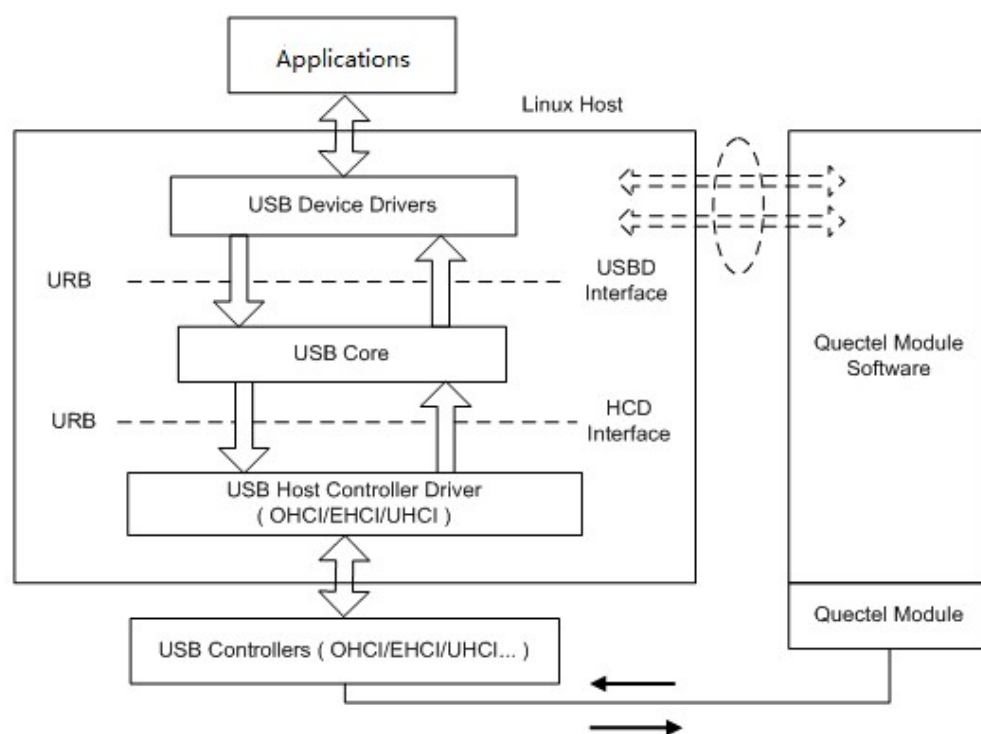 Applications
Linux Host
USB Device Drivers
URB
USBD
Interface
USB Core
Quectel Module
Software
URB
HCD
Interface
USB Host Controller Driver
( OHCI/EHCI/UHCI )
Quectel Module
USB Controllers ( OHCI/EHCI/UHCI... )